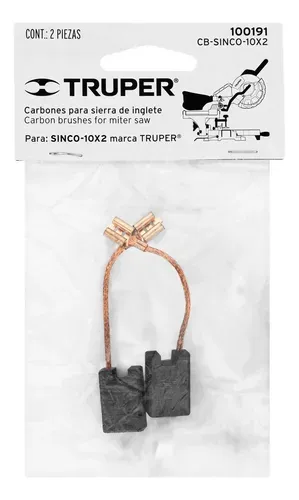 CONT.: 2 PIEZAS
100191
CB-SINCO-10X2
TRUPER®
Carbones para sierra de inglete
Carbon brushes for miter saw
Para: SINCO-10X2 marca TRUPER®